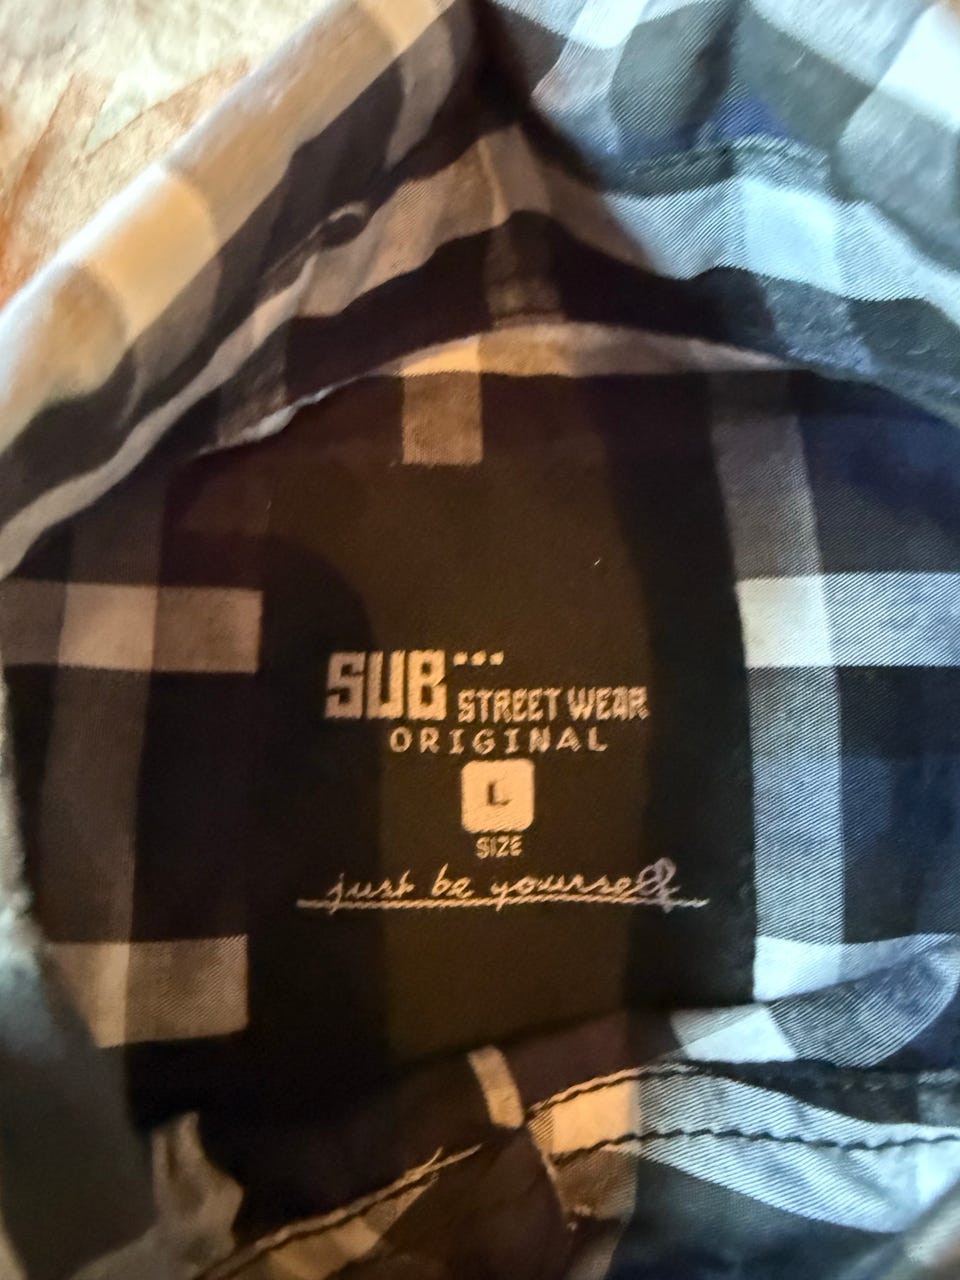 SUB STREET WEAR
ORIGINAL
L
SIZE
just be yourself